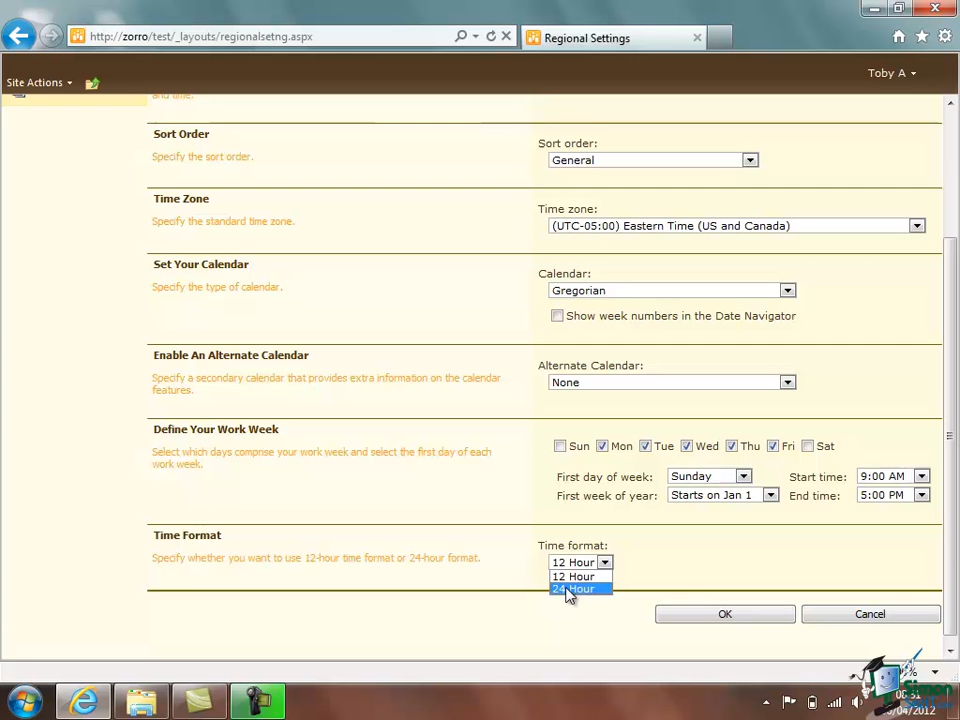 http://zorro/test/_layouts/regionalsetng.aspx
Regional Settings
Site Actions
Toby A
and time.
Sort Order
Specify the sort order.
Sort order:
General
Time Zone
Specify the standard time zone.
Time zone:
(UTC-05:00) Eastern Time (US and Canada)
Set Your Calendar
Specify the type of calendar.
Calendar:
Gregorian
Show week numbers in the Date Navigator
Enable An Alternate Calendar
Specify a secondary calendar that provides extra information on the calendar
features.
Alternate Calendar:
None
Define Your Work Week
Select which days comprise your work week and select the first day of each
work week.
Sun Mon Tue Wed Thu Fri Sat
First day of week: Sunday Start time: 9:00 AM
First week of year: Starts on Jan 1 End time: 5:00 PM
Time Format
Specify whether you want to use 12-hour time format or 24-hour format.
Time format:
12 Hour
12 Hour
24 Hour
OK Cancel
Simon